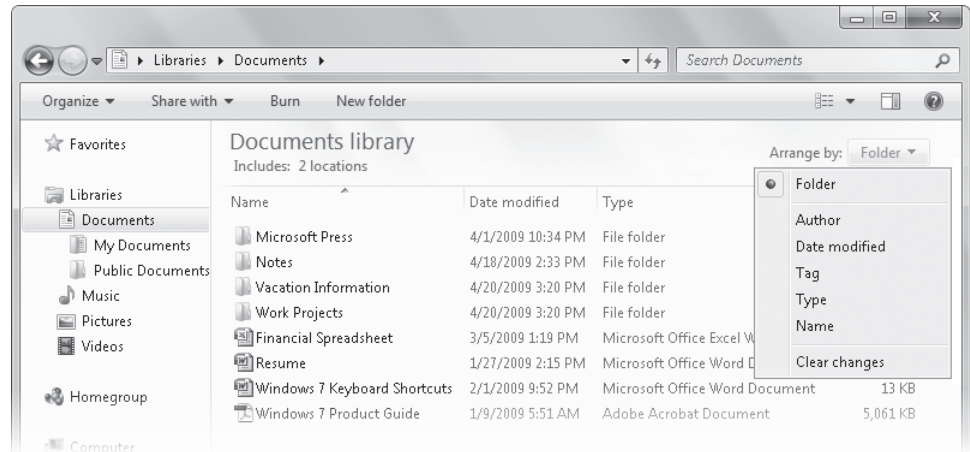 Libraries Documents Search Documents
Organize Share with Burn New folder
Favorites
Libraries
Documents
My Documents
Public Documents
Music
Pictures
Videos
Homegroup
Computer
Documents library
Includes: 2 locations
Arrange by: Folder
Name Date modified Type
Microsoft Press 4/1/2009 10:34 PM File folder
Notes 4/18/2009 2:33 PM File folder
Vacation Information 4/20/2009 3:20 PM File folder
Work Projects 4/20/2009 3:20 PM File folder
Financial Spreadsheet 3/5/2009 1:19 PM Microsoft Office Excel W
Resume 1/27/2009 2:15 PM Microsoft Office Word D
Windows 7 Keyboard Shortcuts 2/1/2009 9:52 PM Microsoft Office Word Document 13 KB
Windows 7 Product Guide 1/9/2009 5:51 AM Adobe Acrobat Document 5,061 KB
Folder
Author
Date modified
Tag
Type
Name
Clear changes